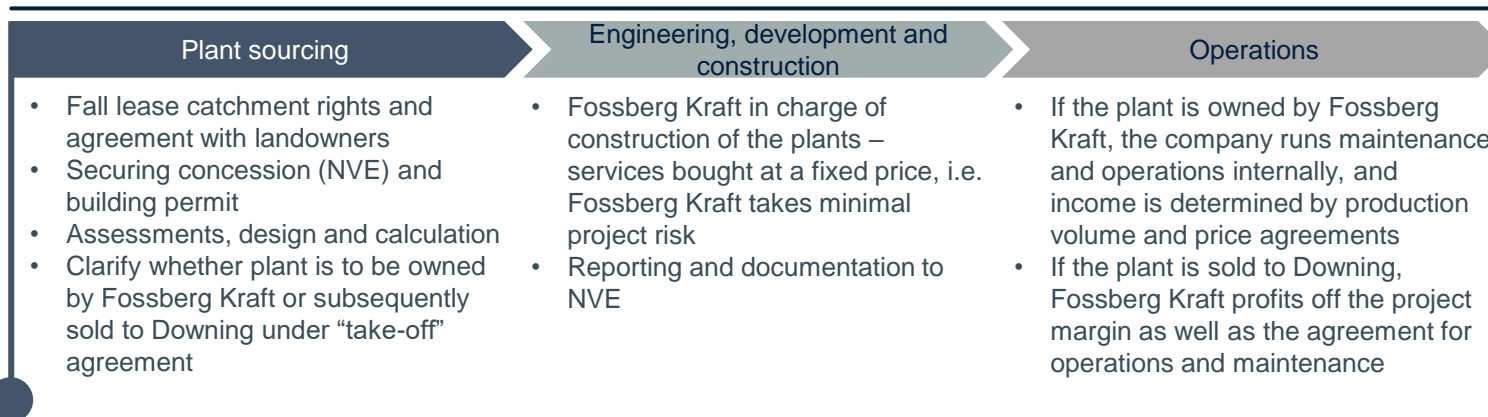 Plant sourcing
• Fall lease catchment rights and
agreement with landowners
• Securing concession (NVE) and
building permit
• Assessments, design and calculation
• Clarify whether plant is to be owned
by Fossberg Kraft or subsequently
sold to Downing under “take-off”
agreement
Engineering, development and
construction
• Fossberg Kraft in charge of
construction of the plants –
services bought at a fixed price, i.e.
Fossberg Kraft takes minimal
project risk
• Reporting and documentation to
NVE
Operations
• If the plant is owned by Fossberg
Kraft, the company runs maintenance
and operations internally, and
income is determined by production
volume and price agreements
• If the plant is sold to Downing,
Fossberg Kraft profits off the project
margin as well as the agreement for
operations and maintenance